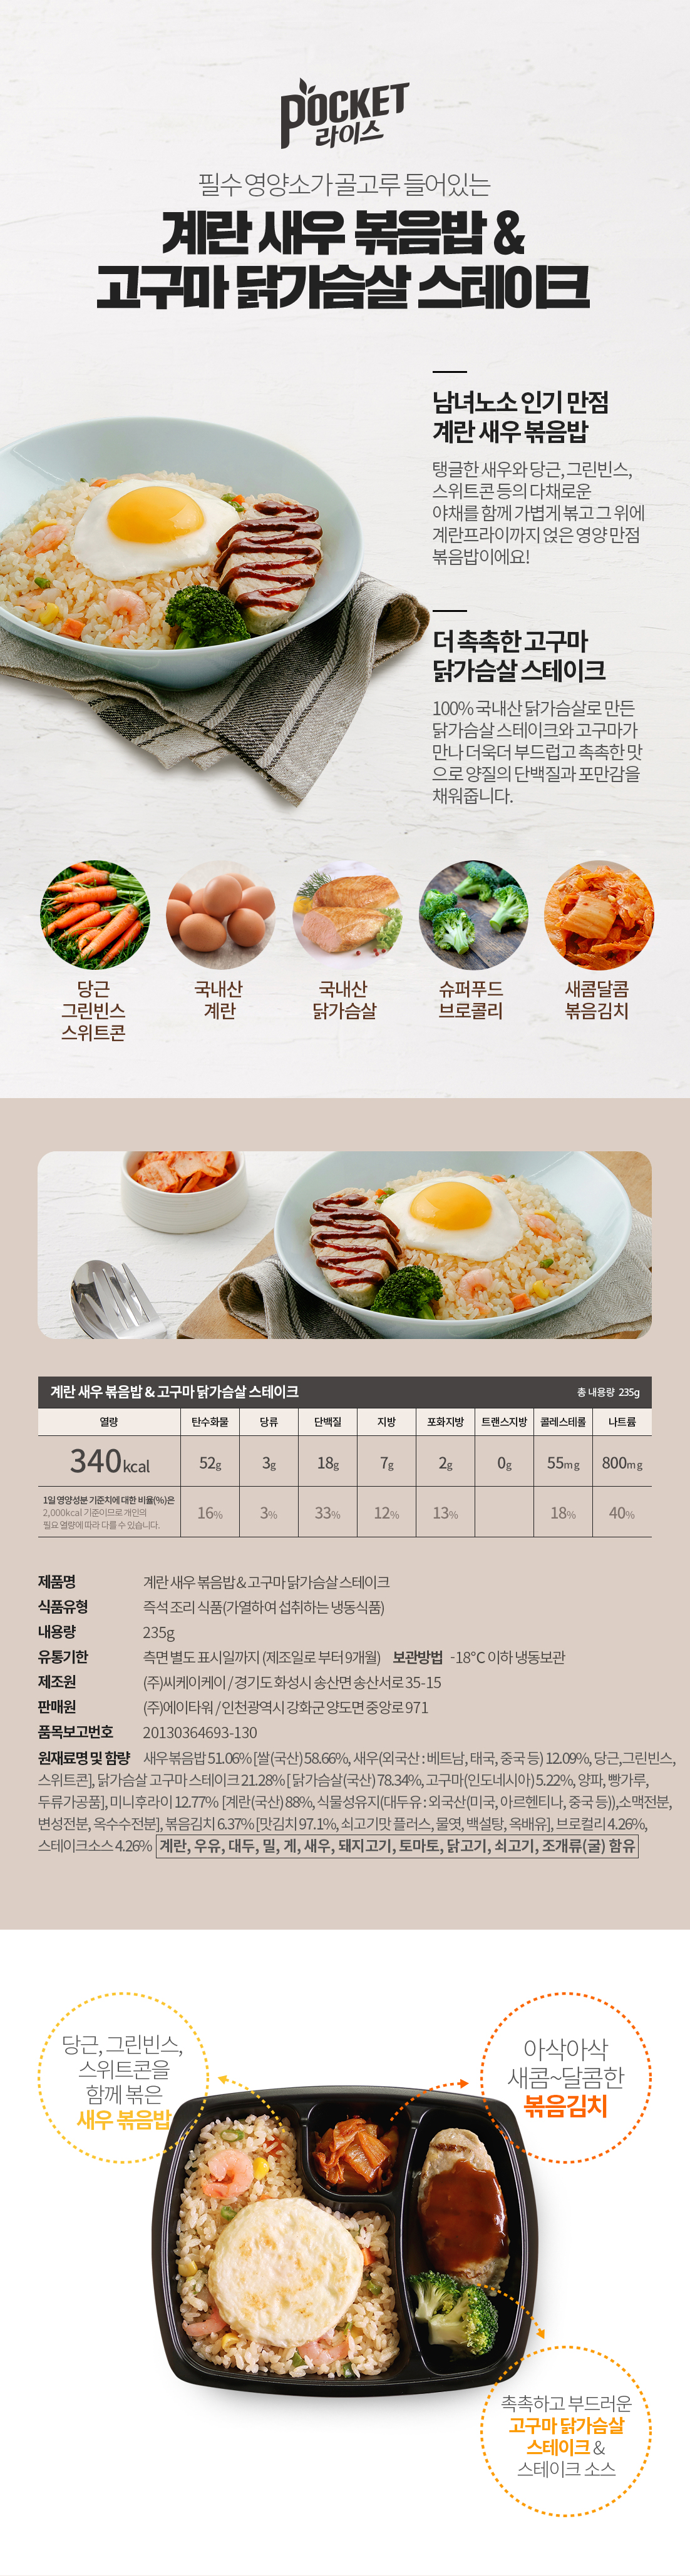 POCKET
라이스
필수 영양소가 골고루 들어있는
계란 새우 볶음밥 &
고구마 닭가슴살 스테이크
남녀노소 인기 만점
계란 새우 볶음밥
탱글한 새우와 당근, 그린빈스,
스위트콘 등의 다채로운
야채를 함께 가볍게 볶고 그 위에
계란프라이까지 얹은 영양 만점
볶음밥이에요!
더 촉촉한 고구마
닭가슴살 스테이크
100% 국내산 닭가슴살로 만든
닭가슴살 스테이크와 고구마가
만나 더욱더 부드럽고 촉촉한 맛
으로 양질의 단백질과 포만감을
채워줍니다.
당근
그린빈스
스위트콘
국내산
계란
국내산
닭가슴살
슈퍼푸드
브로콜리
새콤달콤
볶음김치
계란 새우 볶음밥 & 고구마 닭가슴살 스테이크 총 내용량 235g
열량 탄수화물 당류 단백질 지방 포화지방 트랜스지방 콜레스테롤 나트륨
340kcal 52g 3g 18g 7g 2g 0g 55mg 800mg
1일 영양성분 기준치에 대한 비율(%)은
2,000kcal 기준이므로 개인의
필요 열량에 따라 다를 수 있습니다.
16% 3% 33% 12% 13% 18% 40%
제품명 계란 새우 볶음밥 & 고구마 닭가슴살 스테이크
식품유형 즉석 조리 식품(가열하여 섭취하는 냉동식품)
내용량 235g
유통기한 측면 별도 표시일까지 (제조일로 부터 9개월) 보관방법 -18℃ 이하 냉동보관
제조원 (주)씨케이케이 / 경기도 화성시 송산면 송산서로 35-15
판매원 (주)에이타워 / 인천광역시 강화군 양도면 중앙로 971
품목보고번호 20130364693-130
원재료명 및 함량 새우볶음밥 51.06% [쌀(국산) 58.66%, 새우(외국산 : 베트남, 태국, 중국 등) 12.09%, 당근,그린빈스,
스위트콘], 닭가슴살 고구마 스테이크 21.28% [ 닭가슴살(국산) 78.34%, 고구마(인도네시아) 5.22%, 양파, 빵가루,
두류가공품], 미니후라이 12.77% [계란(국산) 88%, 식물성유지(대두유 : 외국산(미국, 아르헨티나, 중국 등)),소맥전분,
변성전분, 옥수수전분], 볶음김치 6.37% [맛김치 97.1%, 쇠고기맛 플러스, 물엿, 백설탕, 옥배유], 브로컬리 4.26%,
스테이크소스 4.26% 계란, 우유, 대두, 밀, 게, 새우, 돼지고기, 토마토, 닭고기, 쇠고기, 조개류(굴) 함유
당근, 그린빈스,
스위트콘을
함께 볶은
새우 볶음밥
아삭아삭
새콤~달콤한
볶음김치
촉촉하고 부드러운
고구마 닭가슴살
스테이크 &
스테이크 소스